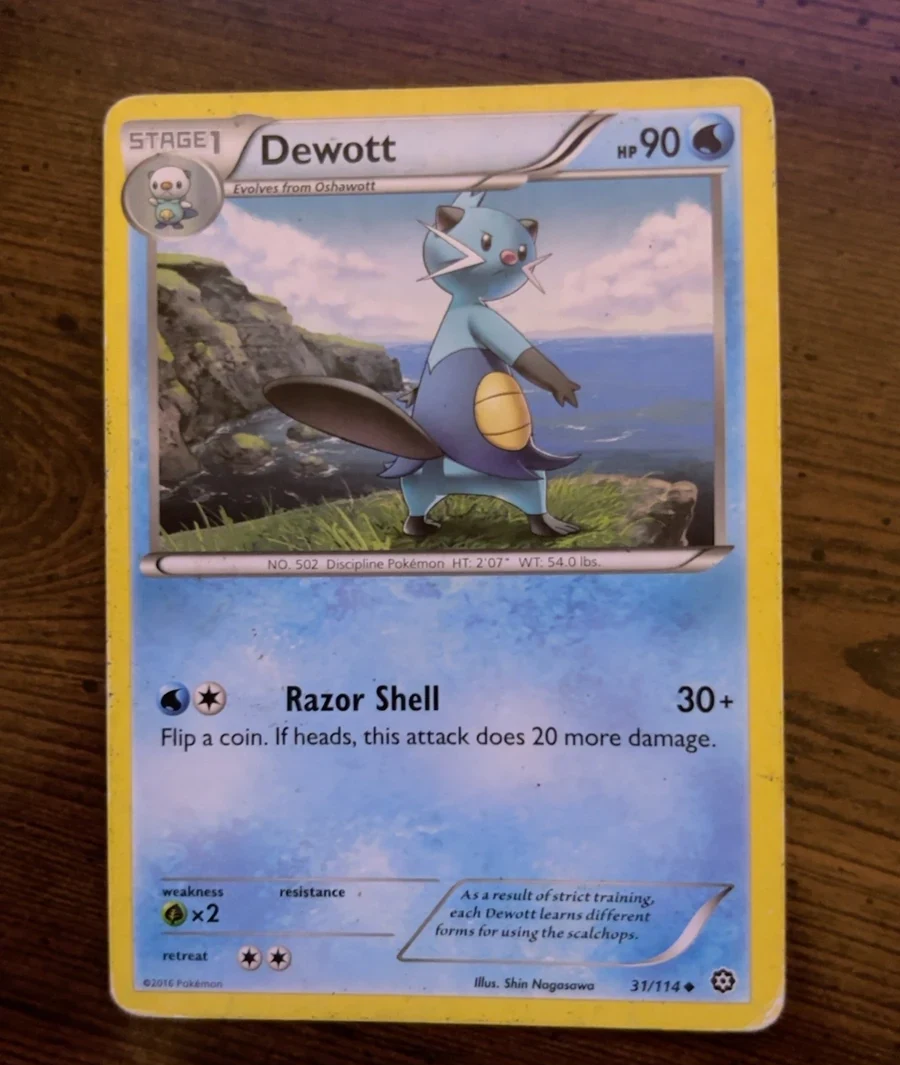 STAGE1
Dewott
HP 90
Evolves from Oshawott
NO. 502 Discipline Pokémon HT: 2'07" WT: 54.0 lbs.
Razor Shell 30+
Flip a coin. If heads, this attack does 20 more damage.
weakness resistance
×2
As a result of strict training,
each Dewott learns different
forms for using the scalchops.
retreat
©2016 Pokémon
Illus. Shin Nagasawa
31/114